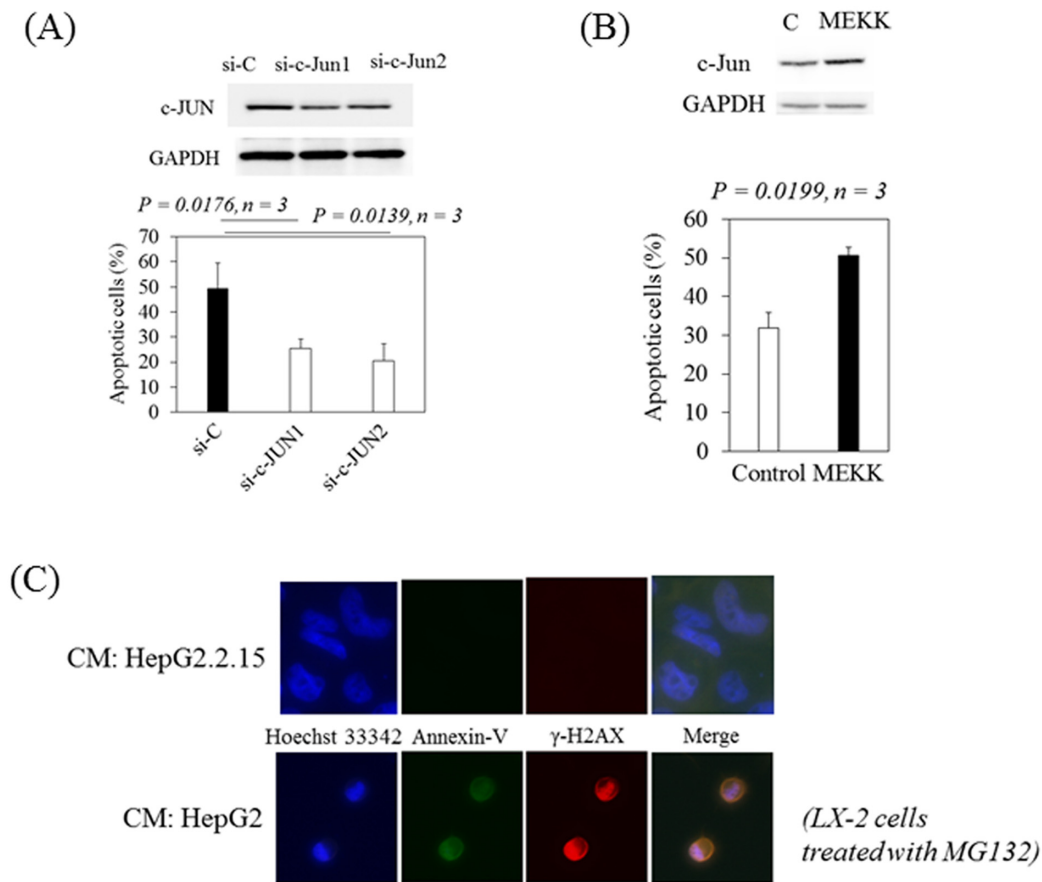 (A)
si-C si-c-Jun1 si-c-Jun2
c-JUN
GAPDH
P = 0.0176, n = 3
P = 0.0139, n = 3
Apoptotic cells (%)
70
60
50
40
30
20
10
0
si-C
si-c-JUN1
si-c-JUN2
(B)
C MEKK
c-Jun
GAPDH
P = 0.0199, n = 3
Apoptotic cells (%)
60
50
40
30
20
10
0
Control MEKK
(C)
CM: HepG2.2.15
Hoechst 33342 Annexin-V γ-H2AX Merge
CM: HepG2
(LX-2 cells
treated with MG132)